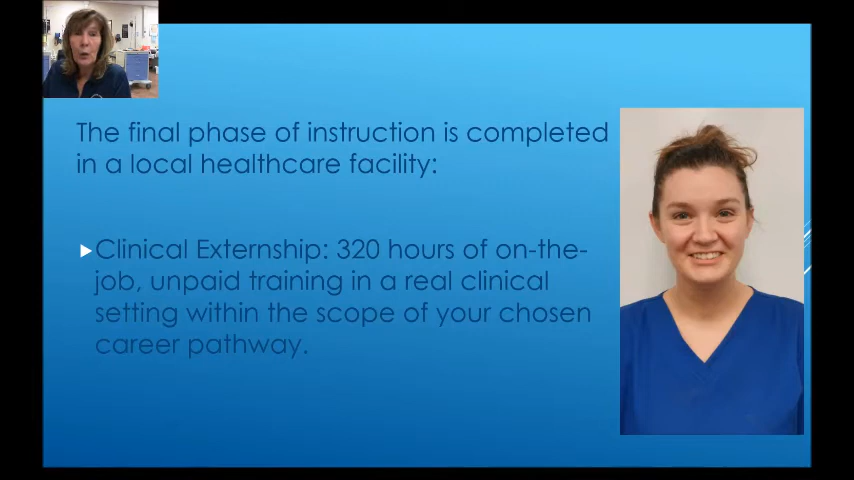 The final phase of instruction is completed
in a local healthcare facility:
Clinical Externship: 320 hours of on-the-
job, unpaid training in a real clinical
setting within the scope of your chosen
career pathway.